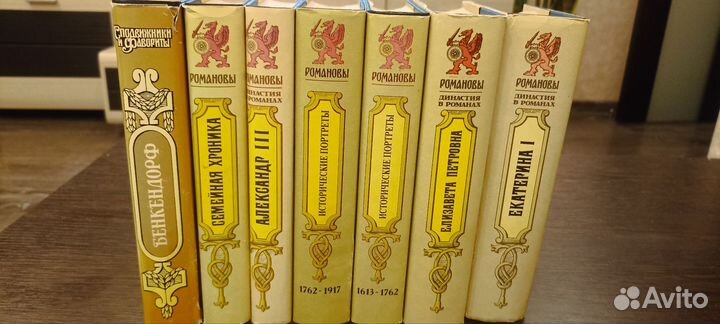 Сподвижники
и Фавориты
БЕНКЕНДОРФ
РОМАНОВЫ
СЕМЕЙНАЯ ХРОНИКА
РОМАНОВЫ
ДИНАСТИЯ
В РОМАНАХ
АЛЕКСАНДР III
РОМАНОВЫ
ИСТОРИЧЕСКИЕ ПОРТРЕТЫ
1762-1917
РОМАНОВЫ
ИСТОРИЧЕСКИЕ ПОРТРЕТЫ
1613-1762
РОМАНОВЫ
ДИНАСТИЯ
В РОМАНАХ
ЕЛИЗАВЕТА ПЕТРОВНА
РОМАНОВЫ
ДИНАСТИЯ
В РОМАНАХ
ЕКАТЕРИНА I
Avito